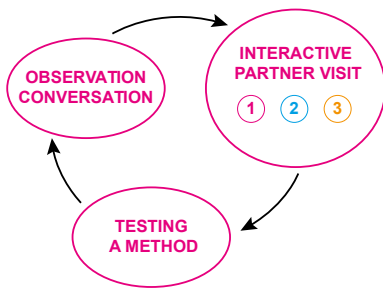 OBSERVATION
CONVERSATION
INTERACTIVE
PARTNER VISIT
1 2 3
TESTING
A METHOD